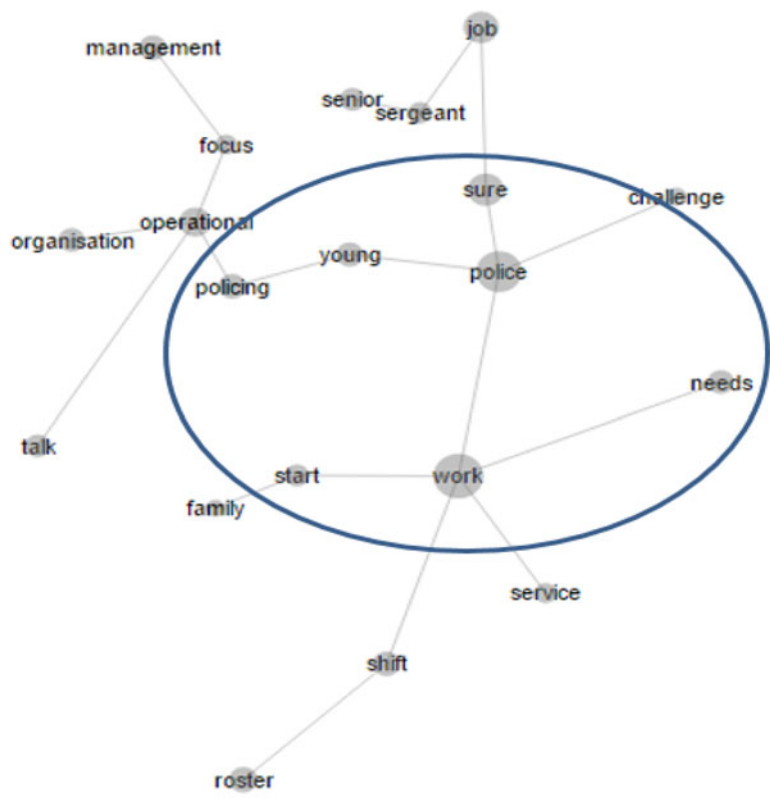 job
management
senior
sergeant
focus
sure
challenge
operational
organisation
young
police
policing
needs
talk
start
work
family
service
shift
roster